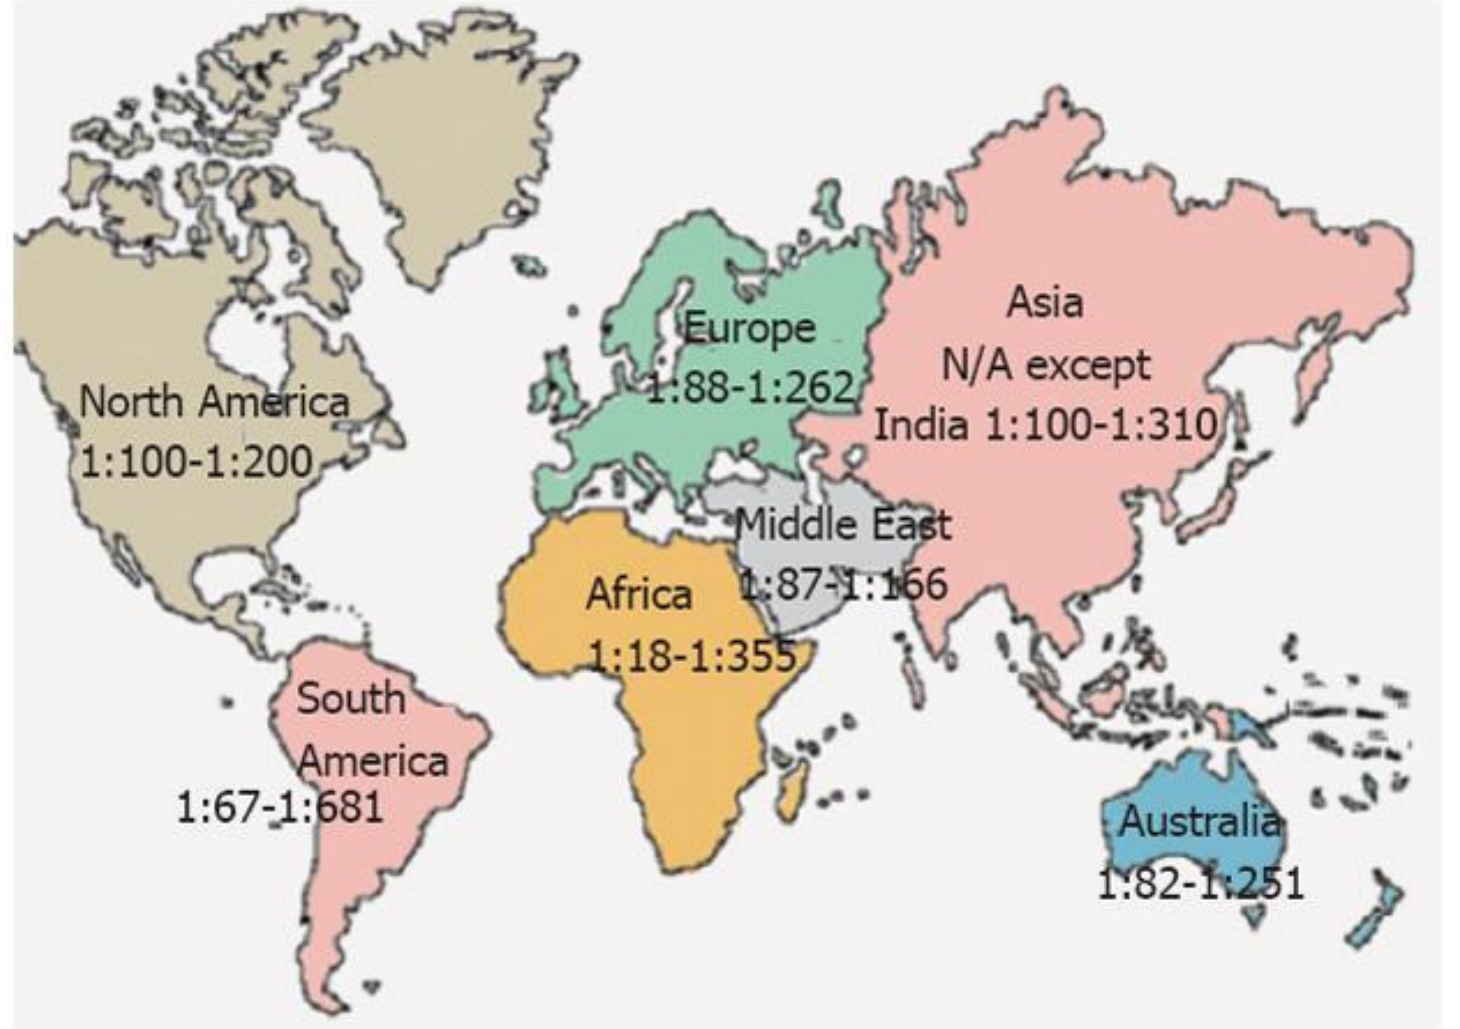 Asia
N/A except
India 1:100-1:310
Europe
1:88-1:262
North America
1:100-1:200
Middle East
1:87-1:166
Africa
1:18-1:355
South
America
1:67-1:681
Australia
1:82-1:251